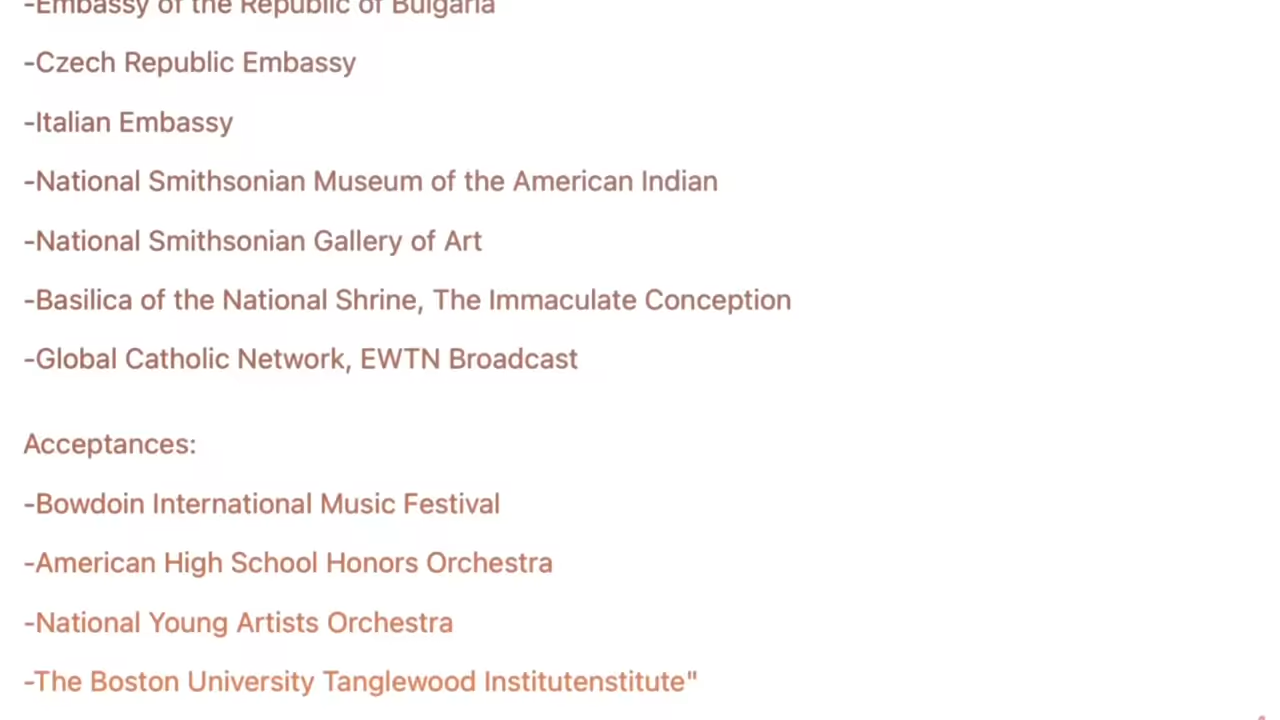 -Embassy of the Republic of Bulgaria
-Czech Republic Embassy
-Italian Embassy
-National Smithsonian Museum of the American Indian
-National Smithsonian Gallery of Art
-Basilica of the National Shrine, The Immaculate Conception
-Global Catholic Network, EWTN Broadcast
Acceptances:
-Bowdoin International Music Festival
-American High School Honors Orchestra
-National Young Artists Orchestra
-The Boston University Tanglewood Institutenstitute"